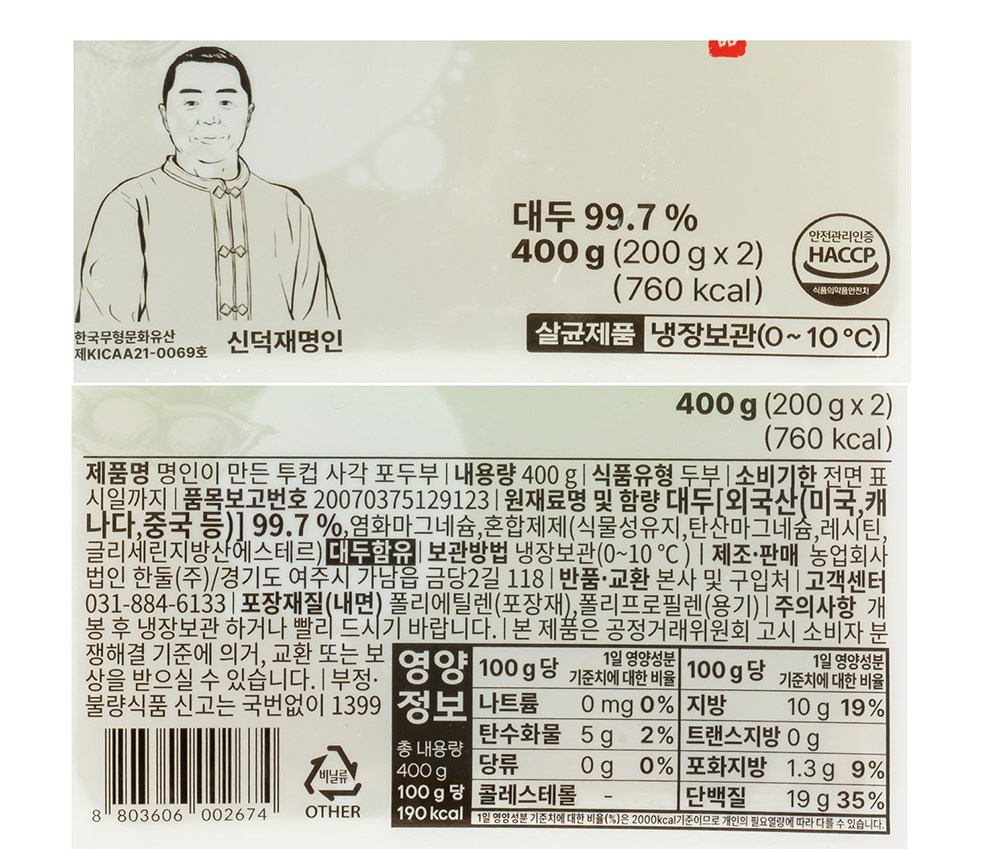 대두 99.7 %
400 g (200 g x 2)
(760 kcal)
안전관리인증
HACCP
식품의약품안전처
한국무형문화유산
제KICAA21-0069호
신덕재명인
살균제품 냉장보관(0~10 ℃)
400 g (200 g x 2)
(760 kcal)
제품명 명인이 만든 투컵 사각 포두부 | 내용량 400 g | 식품유형 두부 | 소비기한 전면 표
시일까지 | 품목보고번호 20070375129123 | 원재료명 및 함량 대두[외국산(미국,캐
나다,중국 등)] 99.7 %,염화마그네슘,혼합제제(식물성유지,탄산마그네슘,레시틴,
글리세린지방산에스테르) 대두함유 | 보관방법 냉장보관(0~10 ℃) | 제조·판매 농업회사
법인 한둘(주)/경기도 여주시 가남읍 금당2길 118 | 반품·교환 본사 및 구입처 | 고객센터
031-884-6133 | 포장재질(내면) 폴리에틸렌(포장재),폴리프로필렌(용기) | 주의사항 개
봉 후 냉장보관 하거나 빨리 드시기 바랍니다. | 본 제품은 공정거래위원회 고시 소비자 분
쟁해결 기준에 의거, 교환 또는 보
상을 받으실 수 있습니다. | 부정·
불량식품 신고는 국번없이 1399
영양
정보
총 내용량
400 g
100 g 당
190 kcal
100 g 당 1일 영양성분 기준치에 대한 비율
나트륨 0 mg 0%
탄수화물 5 g 2%
당류 0 g 0%
콜레스테롤 -
100 g 당 1일 영양성분 기준치에 대한 비율
지방 10 g 19%
트랜스지방 0 g
포화지방 1.3 g 9%
단백질 19 g 35%
1일 영양성분 기준치에 대한 비율(%)은 2000kcal기준이므로 개인의 필요열량에 따라 다를 수 있습니다.
8 803606 002674
비닐류
OTHER